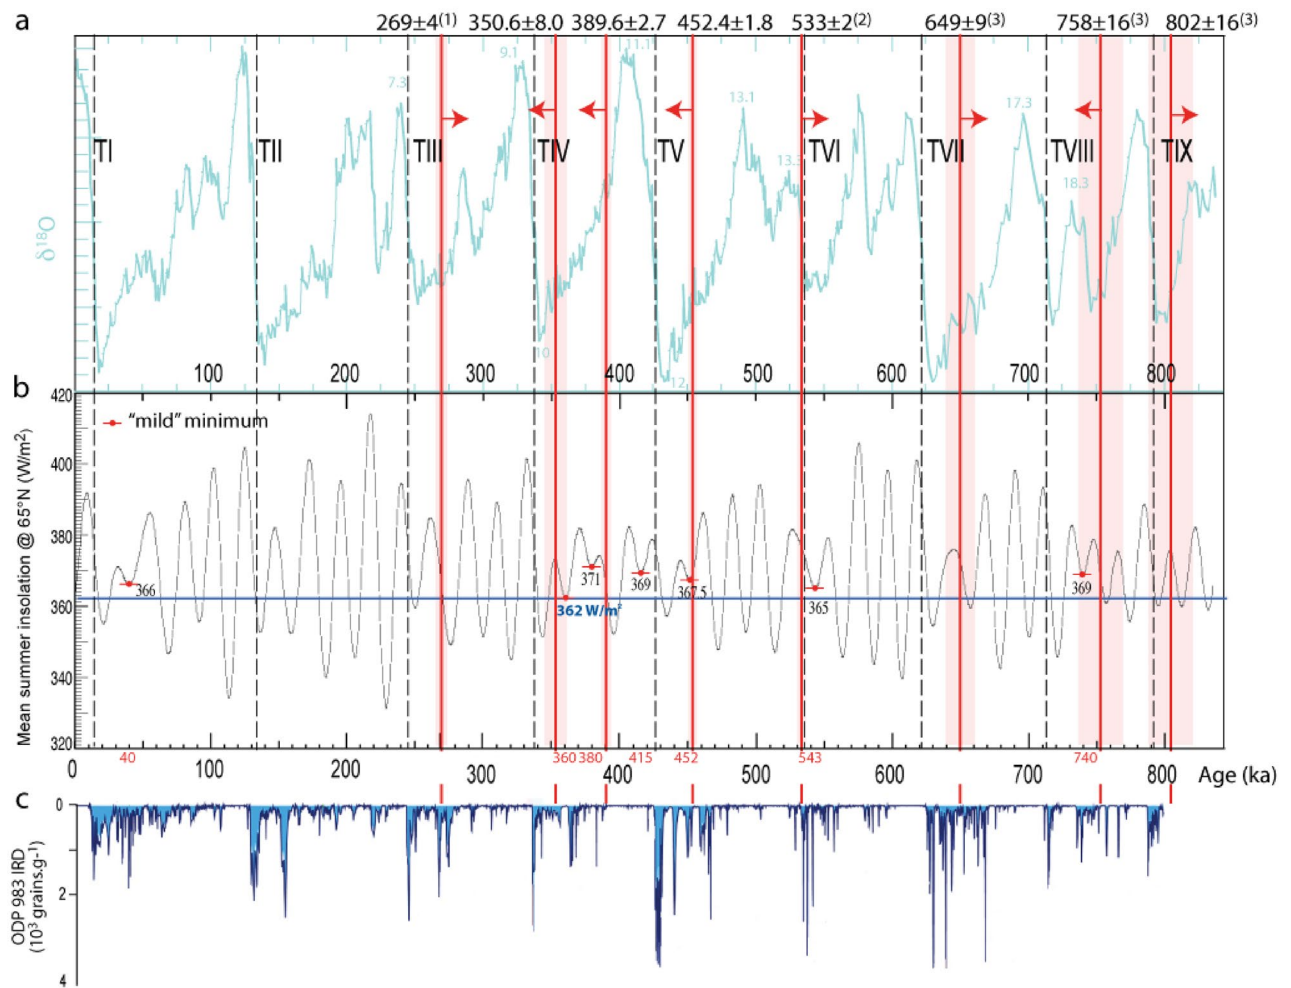 a
269±4(1) 350.6±8.0 389.6±2.7 452.4±1.8 533±2(2) 649±9(3) 758±16(3) 802±16(3)
9.1 11.1
7.3 13.1 17.3
TI TII TIII TIV TV TVI TVII TVIII TIX
13.3 18.3
δ18O
10
12
100 200 300 400 500 600 700 800
b
420
400
380
360
340
320
Mean summer insolation @ 65°N (W/m²)
“mild” minimum
366 371 369 367.5 365 369
362 W/m²
40 360 380 415 452 543 740
0 100 200 300 400 500 600 700 800 Age (ka)
c
0
2
4
ODP 983 IRD
(10³ grains.g-1)